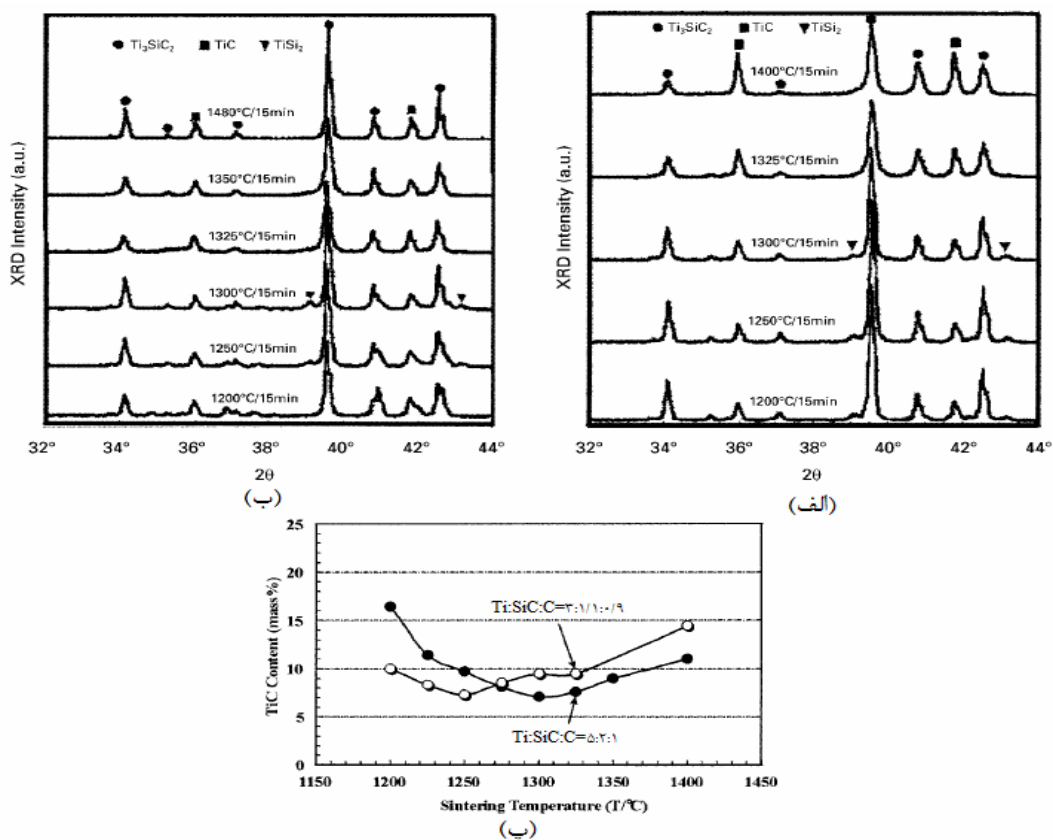 ● Ti₃SiC₂ ■ TiC ▼ TiSi₂
1480°C/15min
1350°C/15min
1325°C/15min
1300°C/15min
1250°C/15min
1200°C/15min
XRD Intensity (a.u.)
32° 34° 36° 38° 40° 42° 44°
2θ
(ب)
● Ti₃SiC₂ ■ TiC ▼ TiSi₂
1400°C/15min
1325°C/15min
1300°C/15min
1250°C/15min
1200°C/15min
XRD Intensity (a.u.)
32° 34° 36° 38° 40° 42° 44°
2θ
(الف)
25
20
15
10
5
0
TiC Content (mass%)
Ti:SiC:C=۳:۱/۱:۰/۹
Ti:SiC:C=۵:۲:۱
1150 1200 1250 1300 1350 1400 1450
Sintering Temperature (T/℃)
(پ)